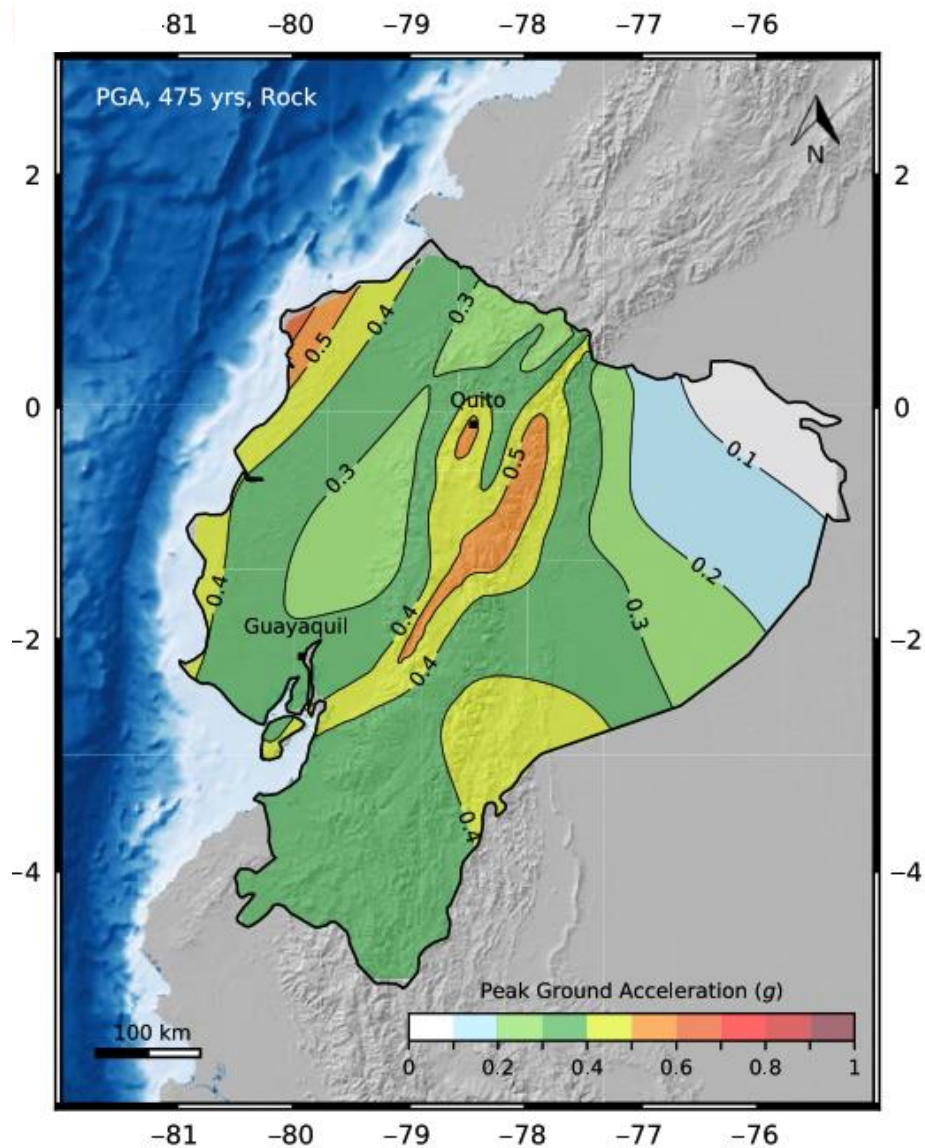 -81 -80 -79 -78 -77 -76
PGA, 475 yrs, Rock
N
2 2
0.3
0.4
0.5
Quito
0 0
0.1
0.3
0.5
0.2
0.4
0.3
0.4
Guayaquil
-2 -2
0.4
0.4
-4 -4
Peak Ground Acceleration (g)
100 km
0 0.2 0.4 0.6 0.8 1
-81 -80 -79 -78 -77 -76